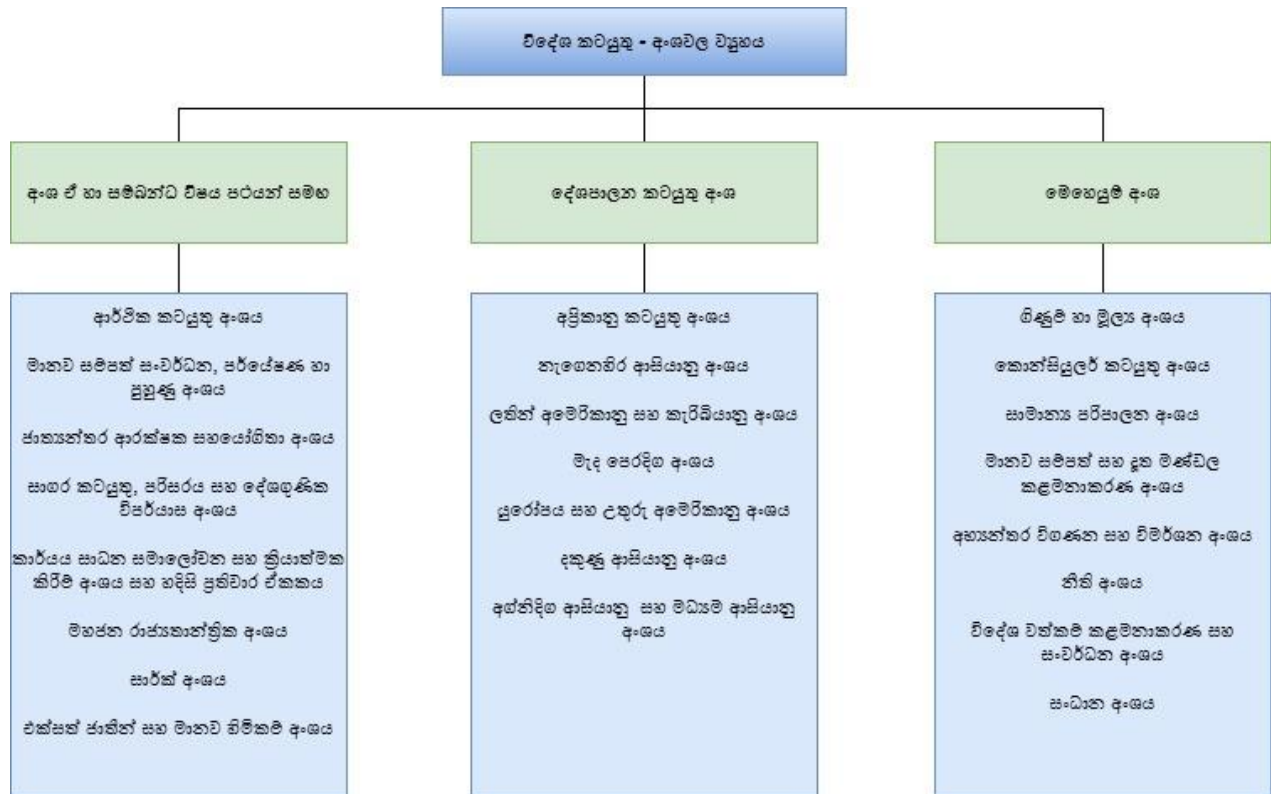 විදේශ කටයුතු - අංශවල ව්‍යුහය
අංශ ඒ හා සම්බන්ධ විෂය පථයන් සමඟ
ආර්ථික කටයුතු අංශය
මානව සම්පත් සංවර්ධන, පර්යේෂණ හා
පුහුණු අංශය
ජාත්‍යන්තර ආරක්ෂක සහයෝගිතා අංශය
සාගර කටයුතු, පරිසරය සහ දේශගුණික
විපර්යාස අංශය
කාර්යය සාධන සමාලෝචන සහ ක්‍රියාත්මක
කිරීම් අංශය සහ හදිසි ප්‍රතිචාර ඒකකය
මහජන රාජ්‍යතාන්ත්‍රික අංශය
සාර්ක් අංශය
එක්සත් ජාතීන් සහ මානව හිමිකම් අංශය
දේශපාලන කටයුතු අංශ
අප්‍රිකානු කටයුතු අංශය
නැගෙනහිර ආසියානු අංශය
ලතින් අමෙරිකානු සහ කැරිබියානු අංශය
මැද පෙරදිග අංශය
යුරෝපය සහ උතුරු අමෙරිකානු අංශය
දකුණු ආසියානු අංශය
අග්නිදිග ආසියානු සහ මධ්‍යම ආසියානු
අංශය
මෙහෙයුම් අංශ
ගිණුම් හා මූල්‍ය අංශය
කොන්සියුලර් කටයුතු අංශය
සාමාන්‍ය පරිපාලන අංශය
මානව සම්පත් සහ දූත මණ්ඩල
කළමනාකරණ අංශය
අභ්‍යන්තර විගණන සහ විමර්ශන අංශය
නීති අංශය
විදේශ වත්කම් කළමනාකරණ සහ
සංවර්ධන අංශය
සංධාන අංශය